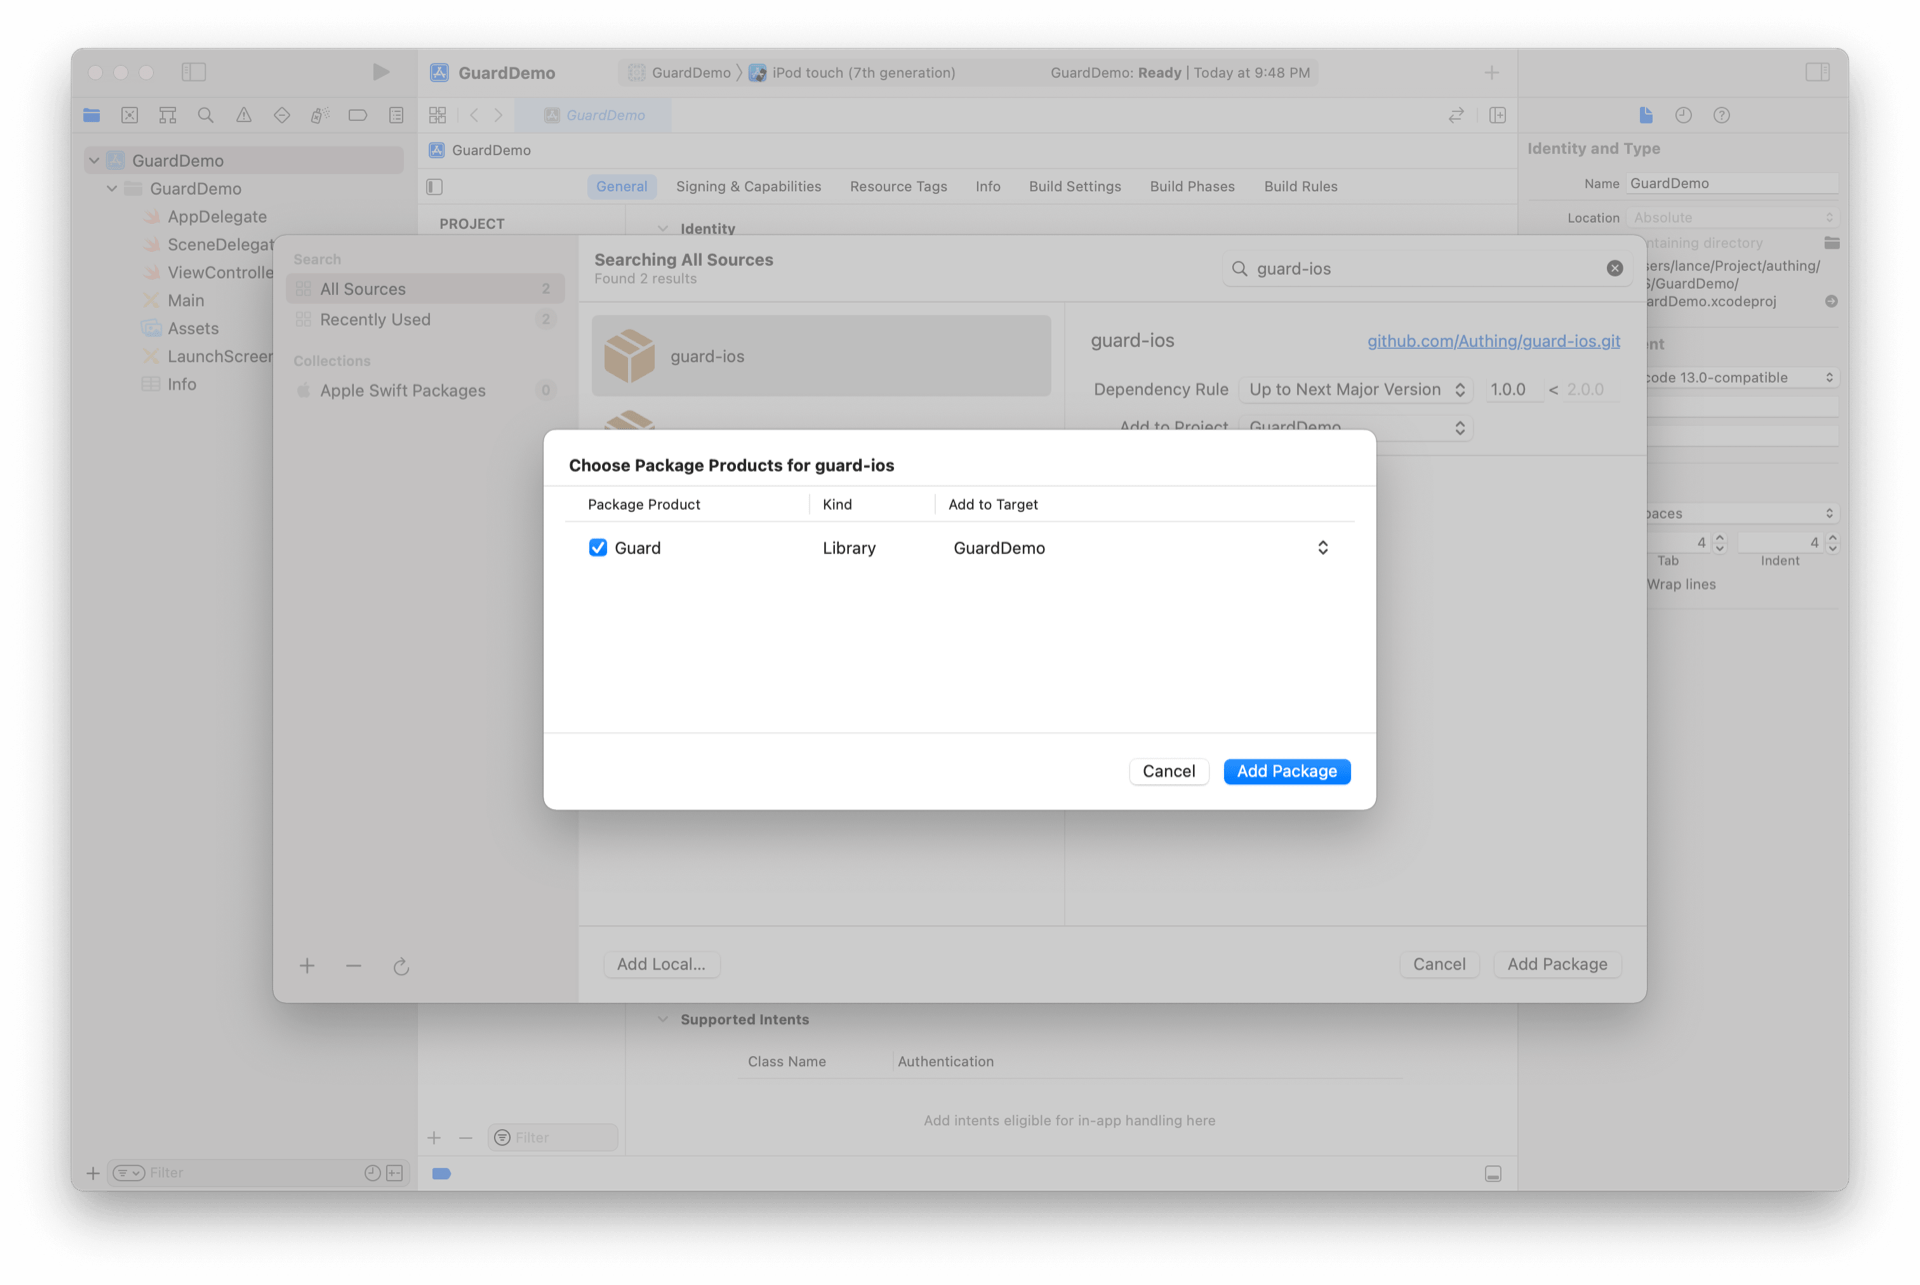 GuardDemo
GuardDemo
iPod touch (7th generation)
GuardDemo: Ready | Today at 9:48 PM
GuardDemo
GuardDemo
Identity and Type
Name GuardDemo
Location Absolute
ntaining directory
sers/lance/Project/authing/
S/GuardDemo/
ardDemo.xcodeproj
GuardDemo
GuardDemo
AppDelegate
SceneDelegat
ViewControlle
Main
Assets
LaunchScreen
Info
General
Signing & Capabilities
Resource Tags
Info
Build Settings
Build Phases
Build Rules
PROJECT
Identity
Search
All Sources 2
Recently Used 2
Collections
Apple Swift Packages 0
Searching All Sources
Found 2 results
guard-ios
guard-ios
guard-ios
github.com/Authing/guard-ios.git
Dependency Rule Up to Next Major Version 1.0.0 < 2.0.0
Add to Project GuardDemo
nt
code 13.0-compatible
paces
4 4
Tab Indent
Wrap lines
Choose Package Products for guard-ios
Package Product Kind Add to Target
Guard Library GuardDemo
Cancel
Add Package
Add Local...
Cancel
Add Package
Supported Intents
Class Name Authentication
Add intents eligible for in-app handling here
Filter
Filter